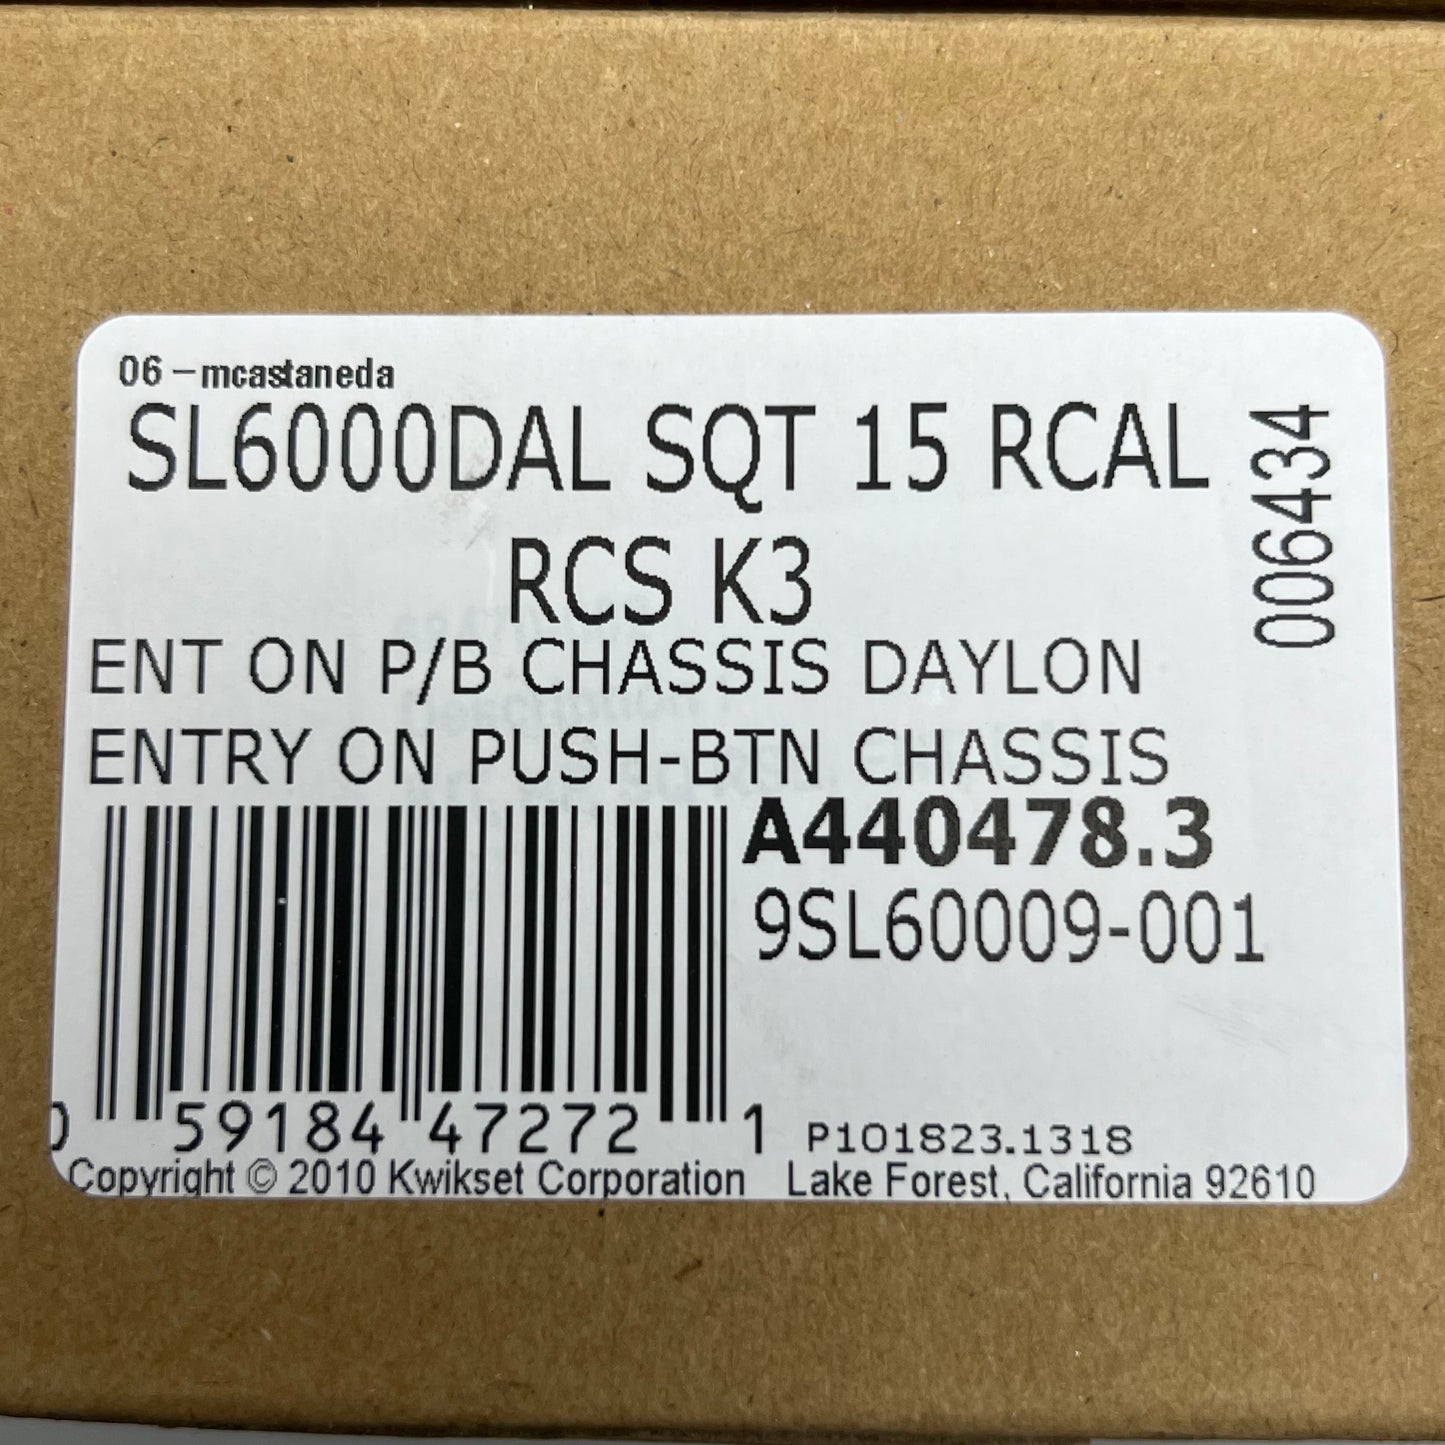 06 - mcastaneda
SL6000DAL SQT 15 RCAL
RCS K3
006434
ENT ON P/B CHASSIS DAYLON
ENTRY ON PUSH-BTN CHASSIS
A440478.3
9SL60009-001
0 59184 47272 1
P101823.1318
Copyright © 2010 Kwikset Corporation Lake Forest, California 92610